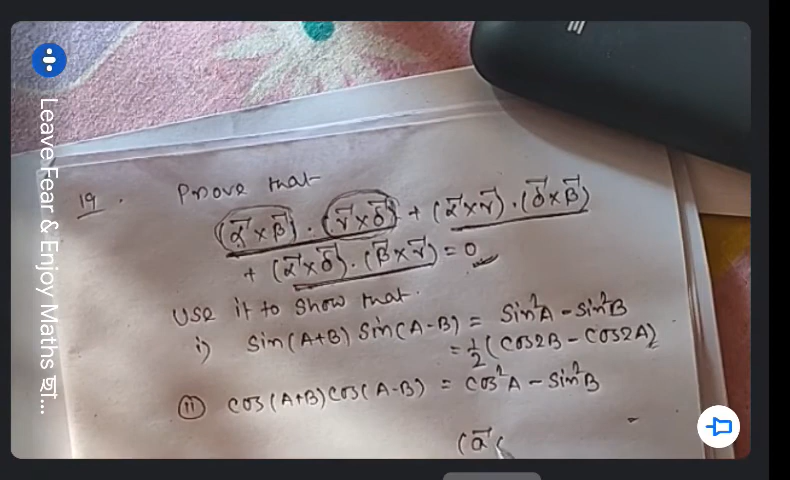 Leave Fear & Enjoy Maths ছা...
19. Prove that
(α⃗ × β⃗) . (γ⃗ × δ⃗) + (α⃗ × γ⃗) . (δ⃗ × β⃗)
+ (α⃗ × δ⃗) . (β⃗ × γ⃗) = 0
Use it to show that.
i) Sin(A+B) Sin(A-B) = Sin²A - Sin²B
= 1/2 (COS2B - COS2A)
(ii) COS(A+B)COS(A-B) = COS²A - Sin²B
(α⃗ (